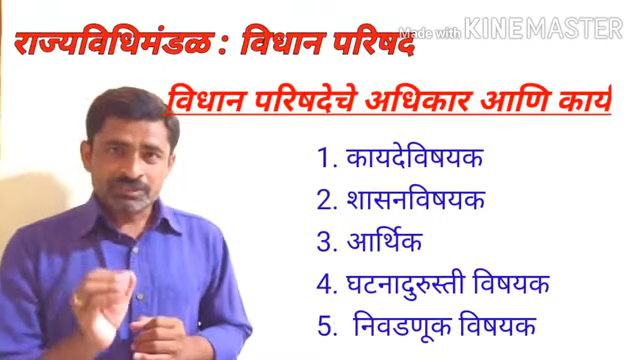 राज्यविधिमंडळ : विधान परिषद
Made with KINEMASTER
विधान परिषदेचे अधिकार आणि कार्य
1. कायदेविषयक
2. शासनविषयक
3. आर्थिक
4. घटनादुरुस्ती विषयक
5. निवडणूक विषयक